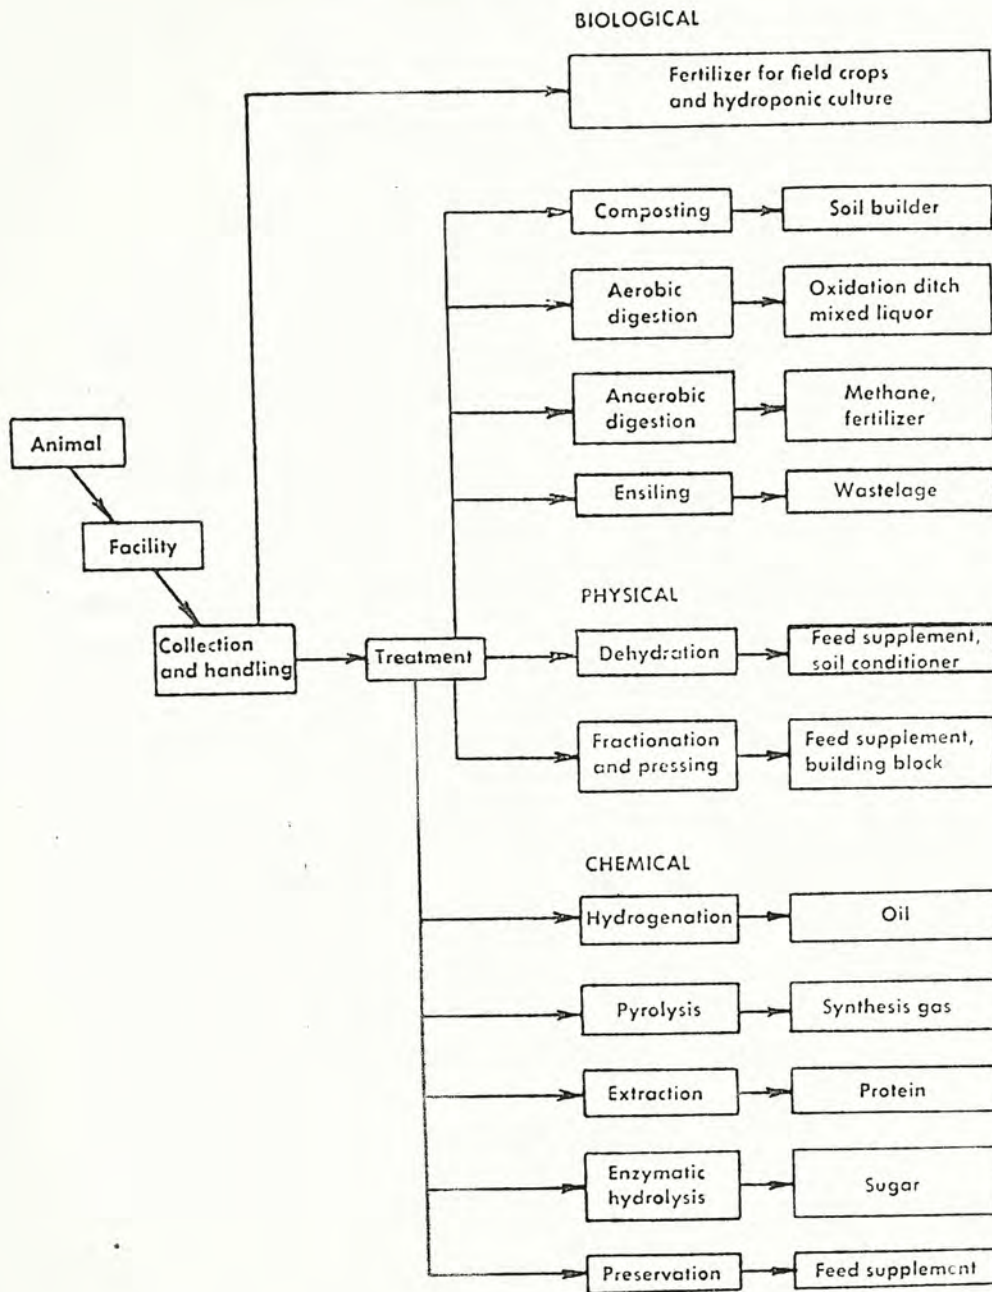 BIOLOGICAL
Fertilizer for field crops
and hydroponic culture
Composting
Soil builder
Aerobic
digestion
Oxidation ditch
mixed liquor
Anaerobic
digestion
Methane,
fertilizer
Ensiling
Wastelage
Animal
Facility
Collection
and handling
Treatment
PHYSICAL
Dehydration
Feed supplement,
soil conditioner
Fractionation
and pressing
Feed supplement,
building block
CHEMICAL
Hydrogenation
Oil
Pyrolysis
Synthesis gas
Extraction
Protein
Enzymatic
hydrolysis
Sugar
Preservation
Feed supplement